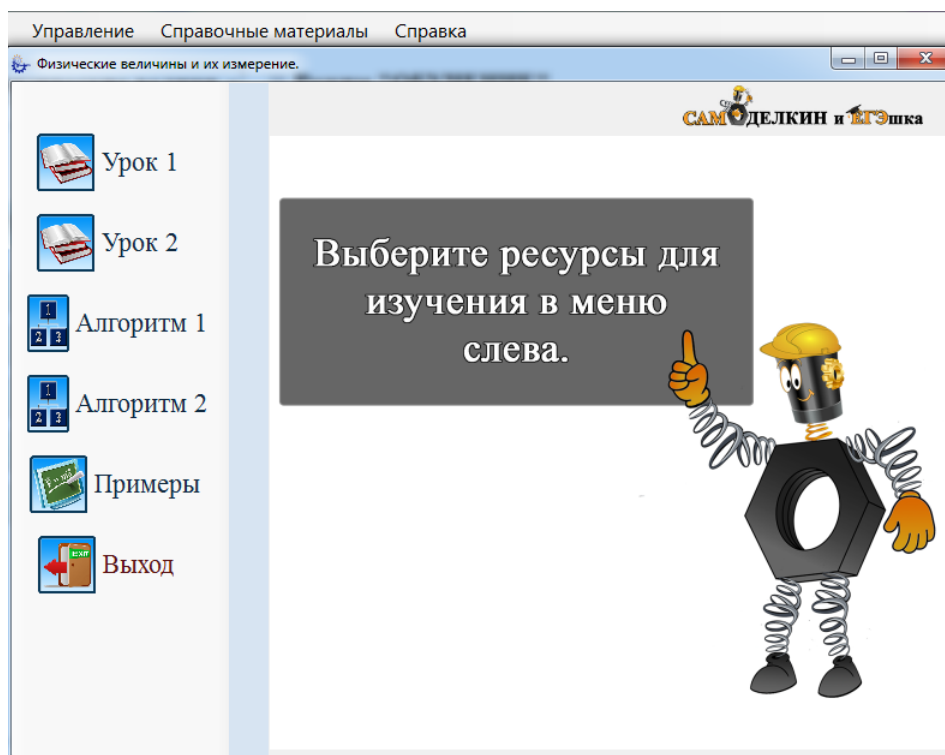 Управление Справочные материалы Справка
Физические величины и их измерение.
САМОДЕЛКИН и ЕГЭшка
Урок 1
Урок 2
Алгоритм 1
Алгоритм 2
Примеры
Выход
Выберите ресурсы для
изучения в меню
слева.